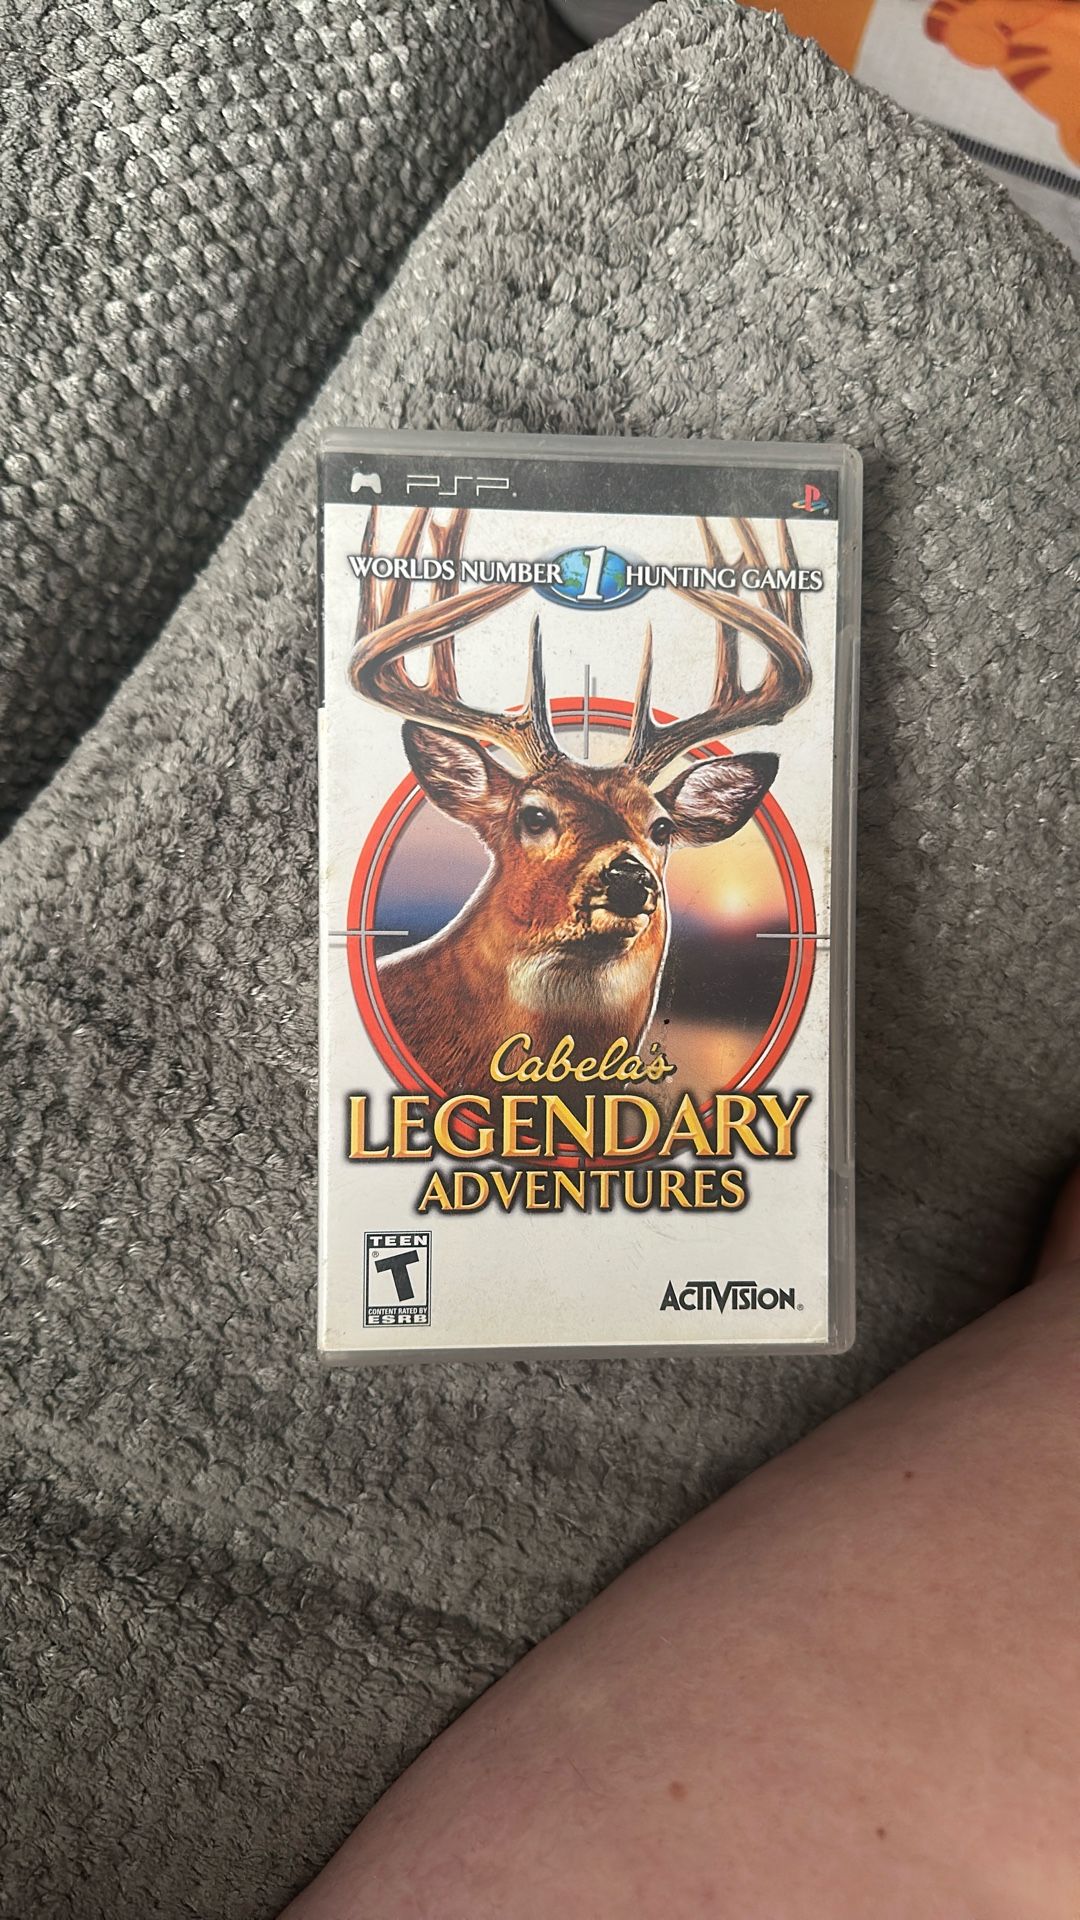 PSP
WORLDS NUMBER 1 HUNTING GAMES
Cabela's
LEGENDARY
ADVENTURES
TEEN
T
CONTENT RATED BY
ESRB
ACTIVISION